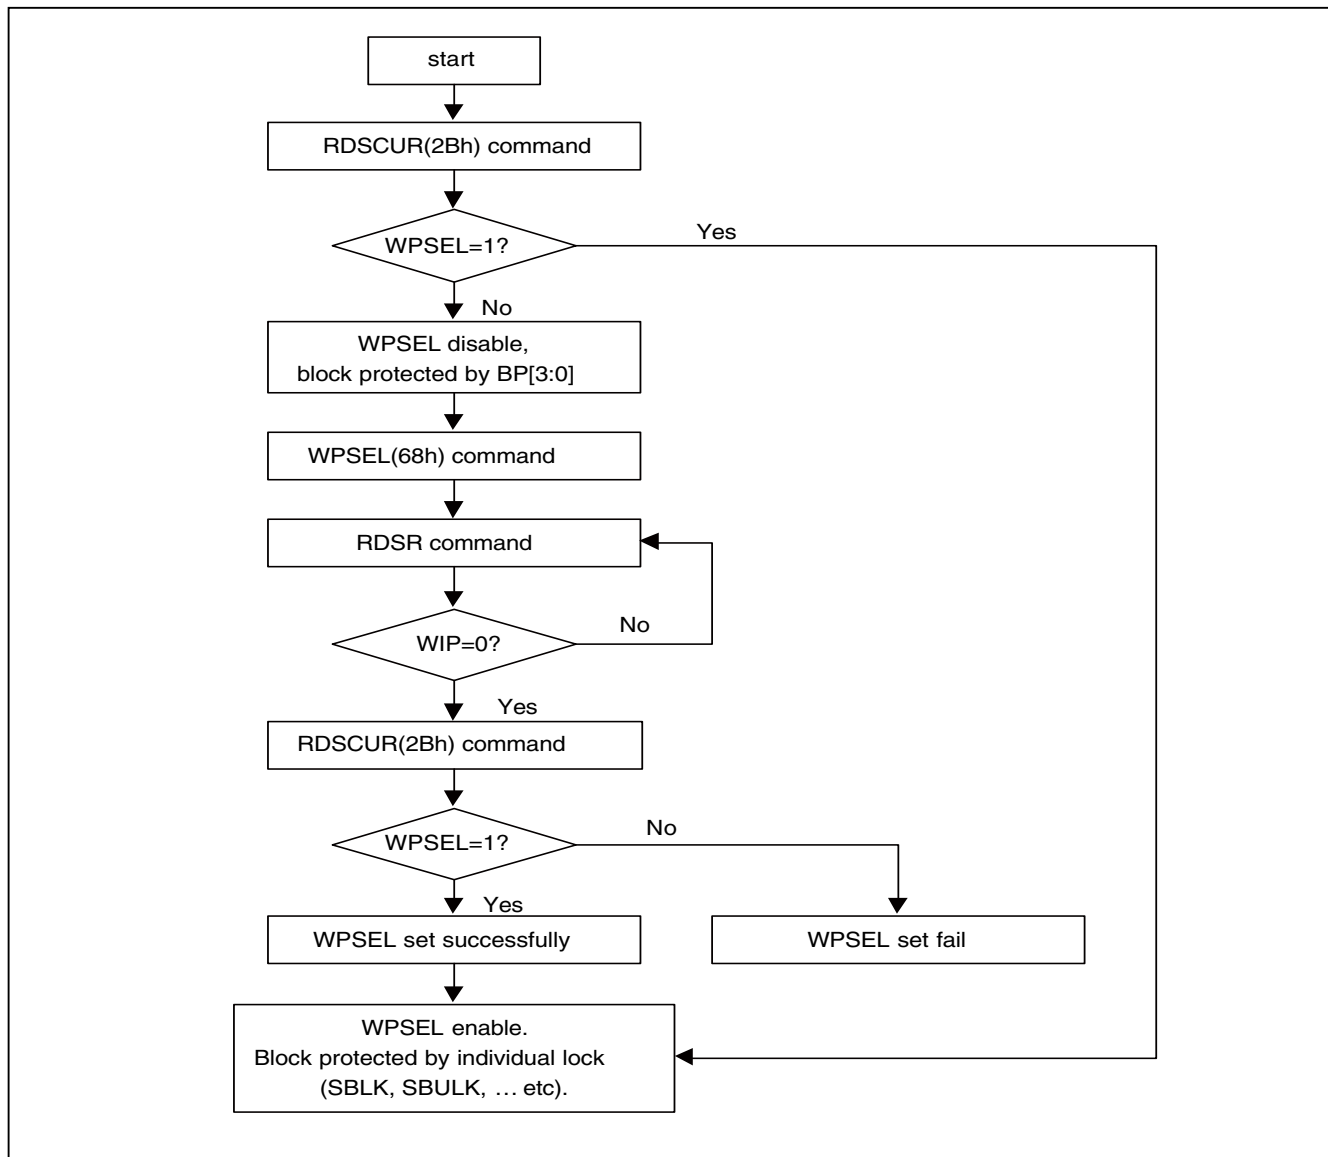 start
RDSCUR(2Bh) command
WPSEL=1?
Yes
No
WPSEL disable,
block protected by BP[3:0]
WPSEL(68h) command
RDSR command
WIP=0?
No
Yes
RDSCUR(2Bh) command
WPSEL=1?
No
Yes
WPSEL set successfully
WPSEL set fail
WPSEL enable.
Block protected by individual lock
(SBLK, SBULK, … etc).